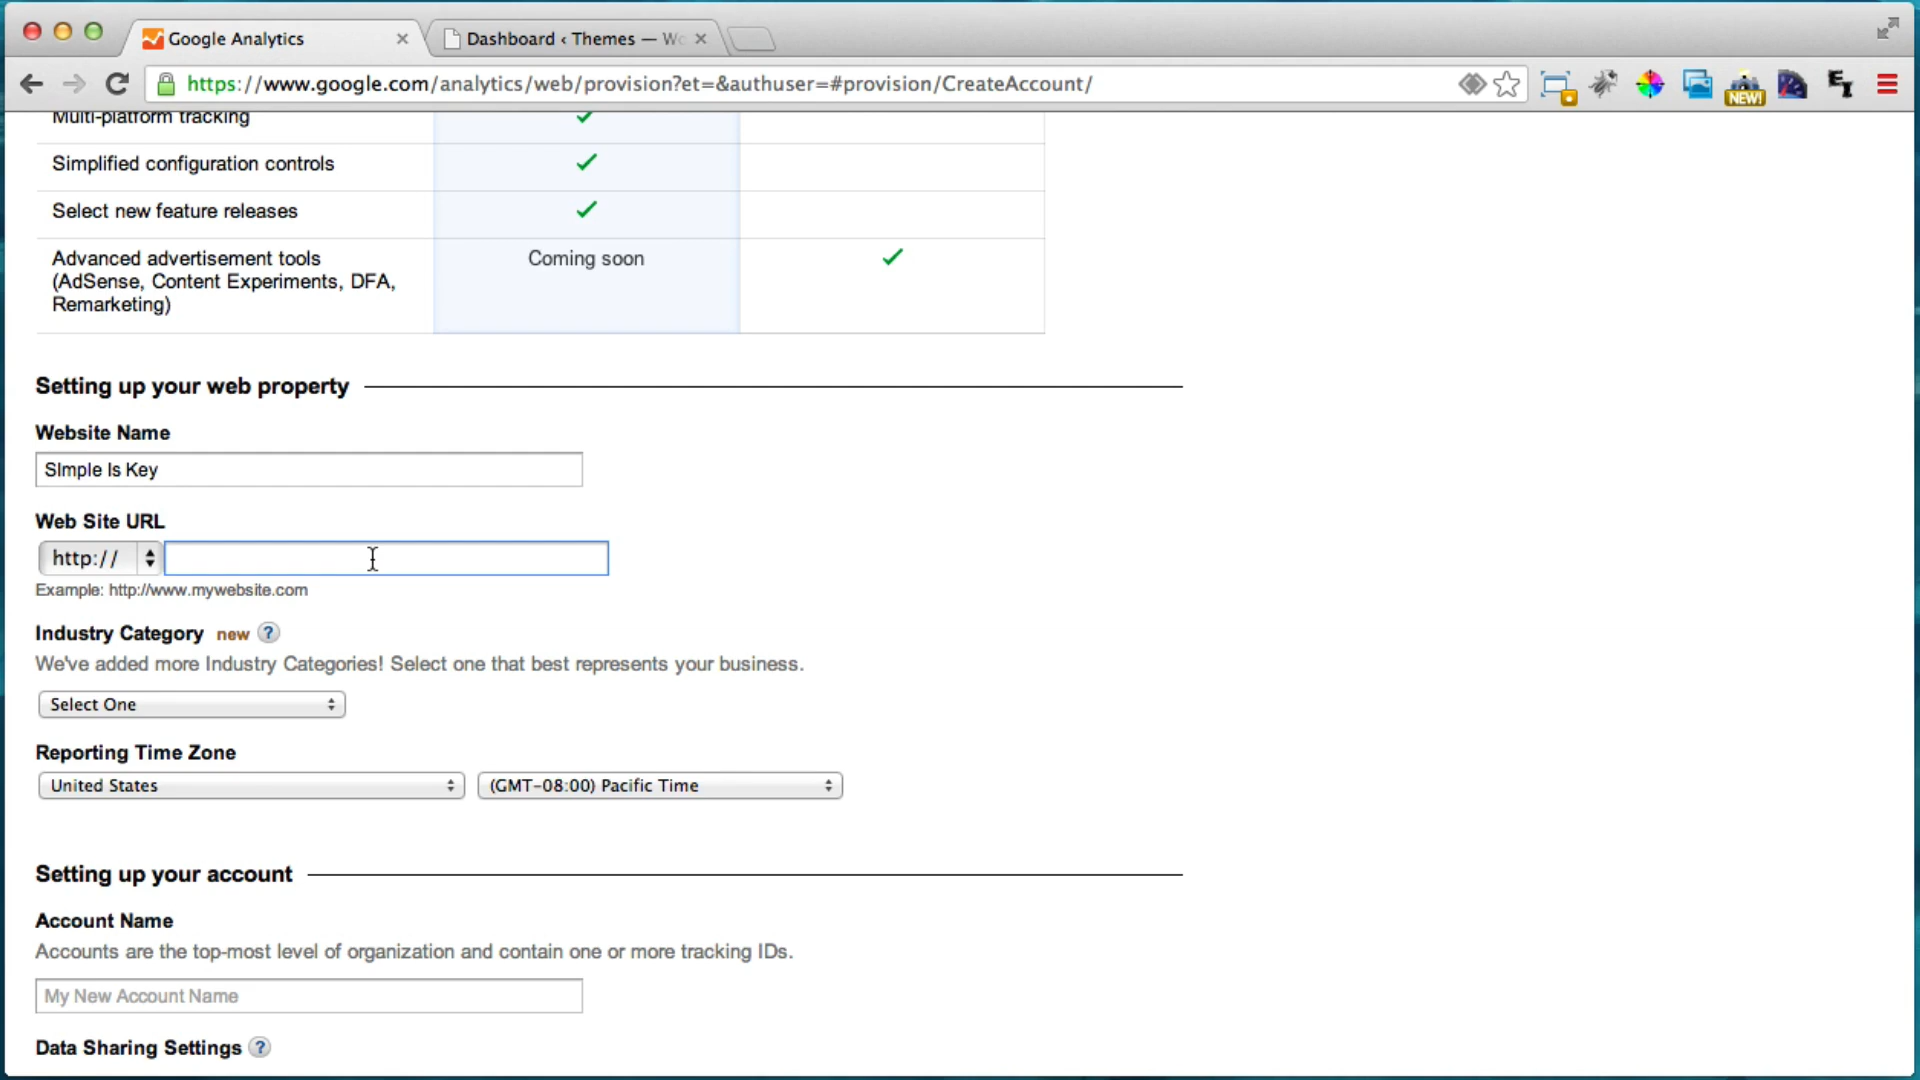 Google Analytics
Dashboard ‹ Themes — Wo
https://www.google.com/analytics/web/provision?et=&authuser=#provision/CreateAccount/
NEW!
Multi-platform tracking
Simplified configuration controls
Select new feature releases
Advanced advertisement tools
(AdSense, Content Experiments, DFA,
Remarketing)
Coming soon
Setting up your web property
Website Name
SImple Is Key
Web Site URL
http://
Example: http://www.mywebsite.com
Industry Category new ?
We've added more Industry Categories! Select one that best represents your business.
Select One
Reporting Time Zone
United States
(GMT-08:00) Pacific Time
Setting up your account
Account Name
Accounts are the top-most level of organization and contain one or more tracking IDs.
My New Account Name
Data Sharing Settings ?